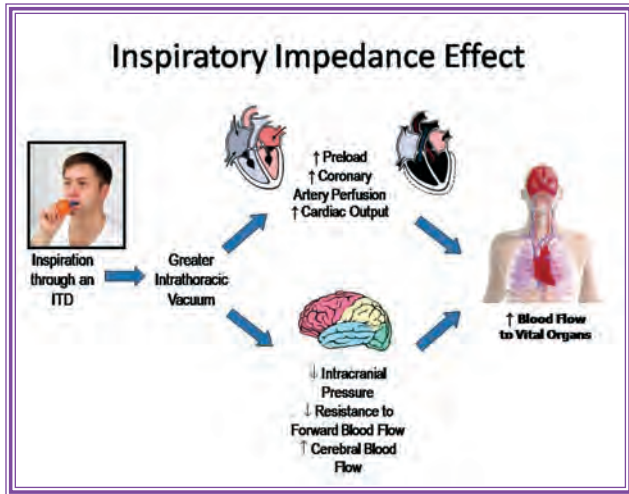 Inspiratory Impedance Effect
Inspiration
through an
ITD
Greater
Intrathoracic
Vacuum
↑ Preload
↑ Coronary
Artery Perfusion
↑ Cardiac Output
↓ Intracranial
Pressure
↓ Resistance to
Forward Blood Flow
↑ Cerebral Blood
Flow
↑ Blood Flow
to Vital Organs